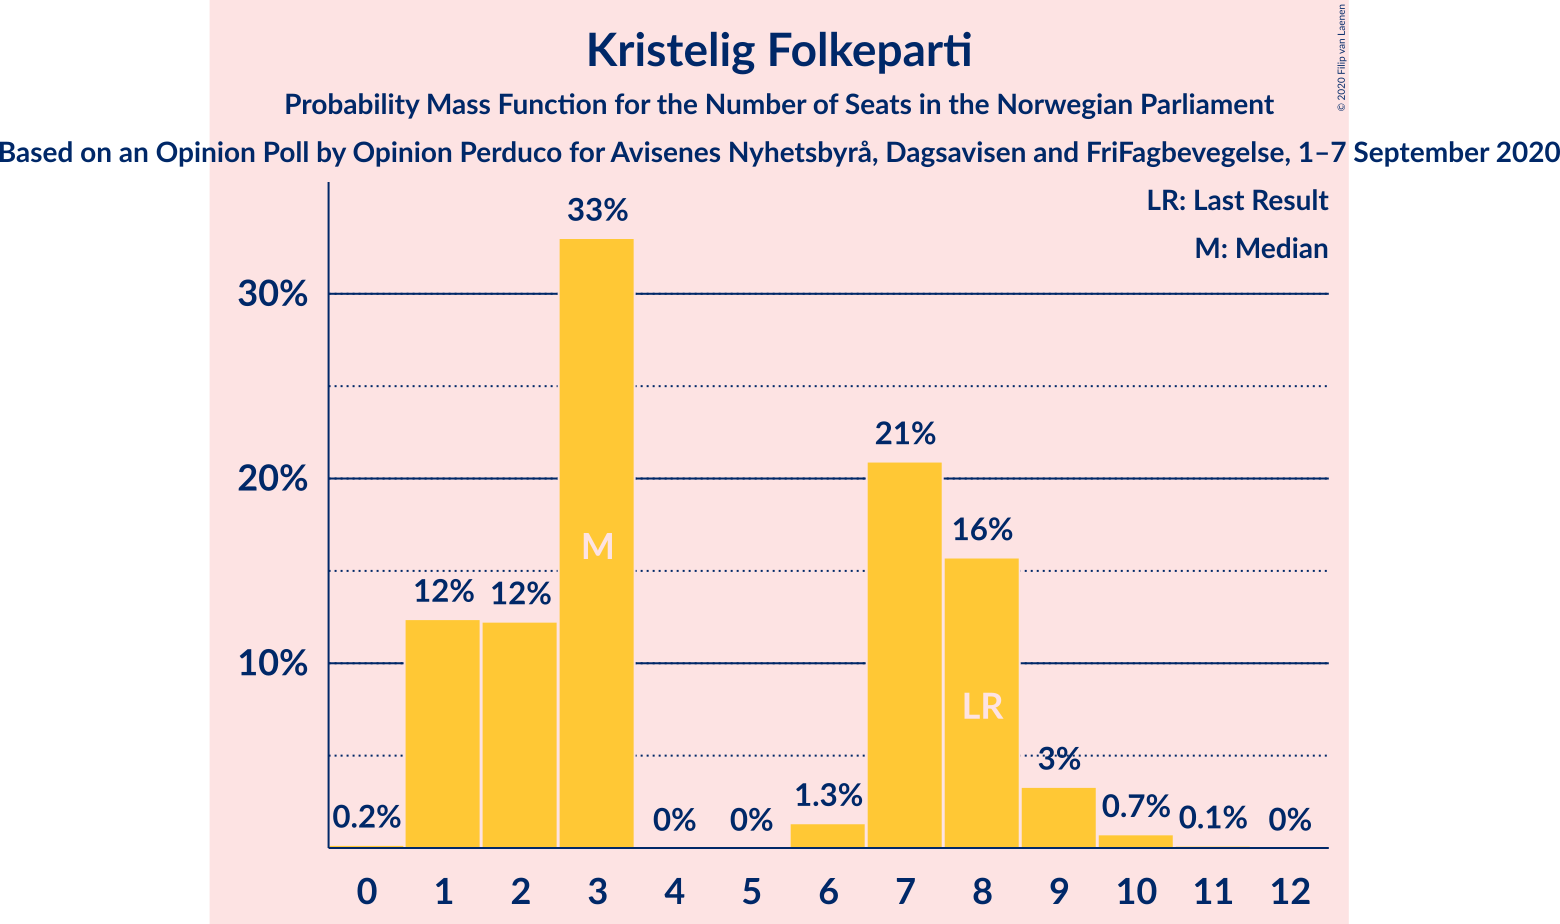 Kristelig Folkeparti
Probability Mass Function for the Number of Seats in the Norwegian Parliament
Based on an Opinion Poll by Opinion Perduco for Avisenes Nyhetsbyrå, Dagsavisen and FriFagbevegelse, 1–7 September 2020
© 2020 Filip van Laenen
LR: Last Result
M: Median
33%
30%
21%
20%
16%
M
12% 12%
10%
LR
3%
0.2% 0% 0% 1.3% 0.7% 0.1% 0%
0 1 2 3 4 5 6 7 8 9 10 11 12